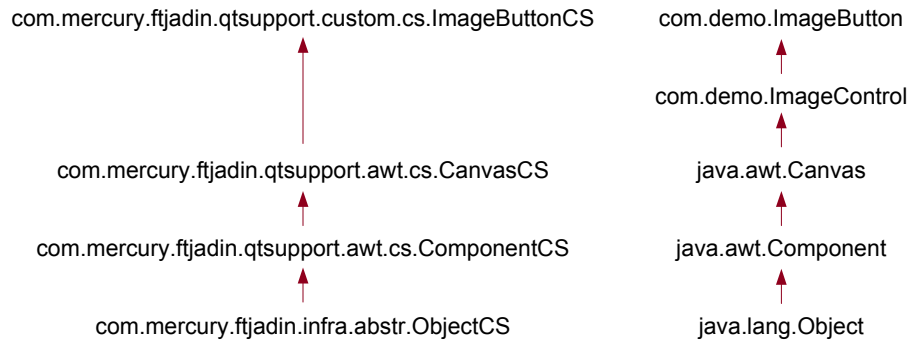 com.mercury.ftjadin.qtsupport.custom.cs.ImageButtonCS
com.demo.ImageButton
com.demo.ImageControl
com.mercury.ftjadin.qtsupport.awt.cs.CanvasCS
java.awt.Canvas
com.mercury.ftjadin.qtsupport.awt.cs.ComponentCS
java.awt.Component
com.mercury.ftjadin.infra.abstr.ObjectCS
java.lang.Object